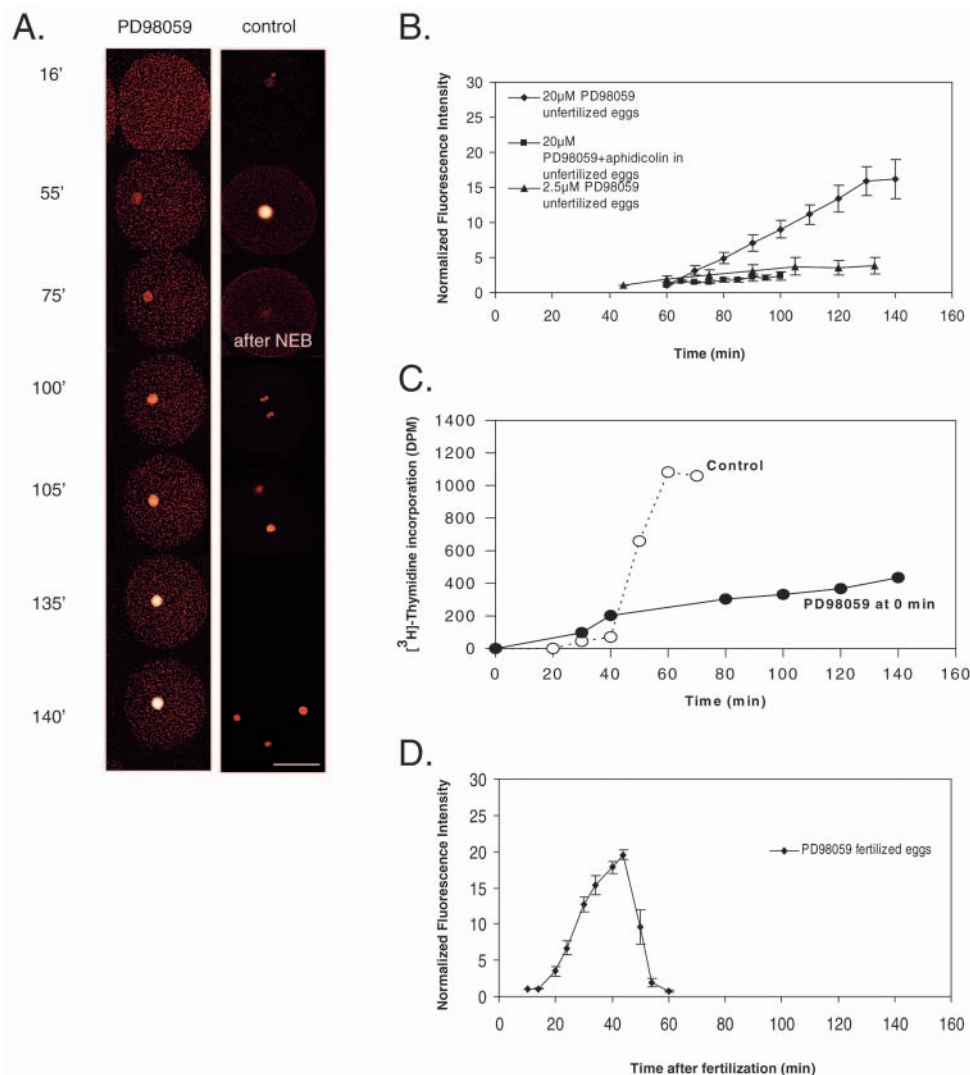 A.
PD98059 control
16'
55'
75'
after NEB
100'
105'
135'
140'
B.
Normalized Fluorescence Intensity
30
25
20
15
10
5
0
20µM PD98059
unfertilized eggs
20µM
PD98059+aphidicolin in
unfertilized eggs
2.5µM PD98059
unfertilized eggs
0 20 40 60 80 100 120 140 160
Time (min)
C.
[³H]-Thymidine incorporation (DPM)
1400
1200
1000
800
600
400
200
0
Control
PD98059 at 0 min
0 20 40 60 80 100 120 140 160
Time (min)
D.
Normalized Fluorescence Intensity
30
25
20
15
10
5
0
PD98059 fertilized eggs
0 20 40 60 80 100 120 140 160
Time after fertilization (min)